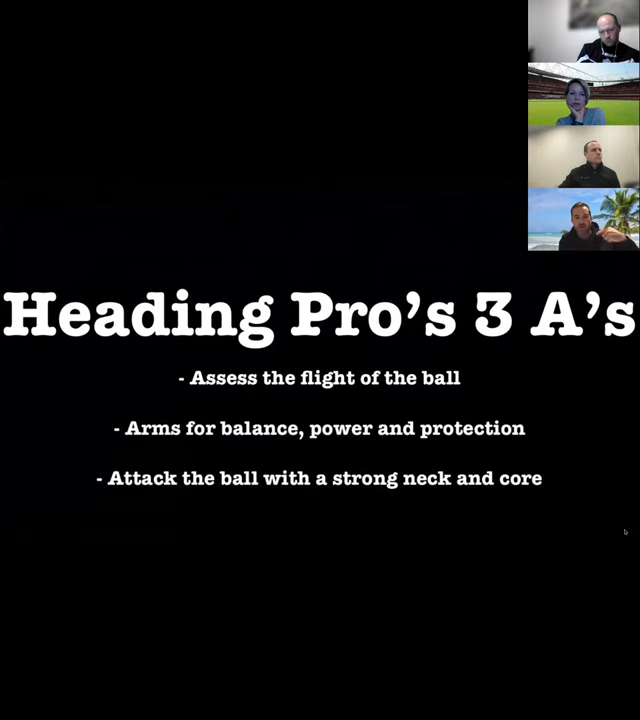 Heading Pro's 3 A's
- Assess the flight of the ball
- Arms for balance, power and protection
- Attack the ball with a strong neck and core